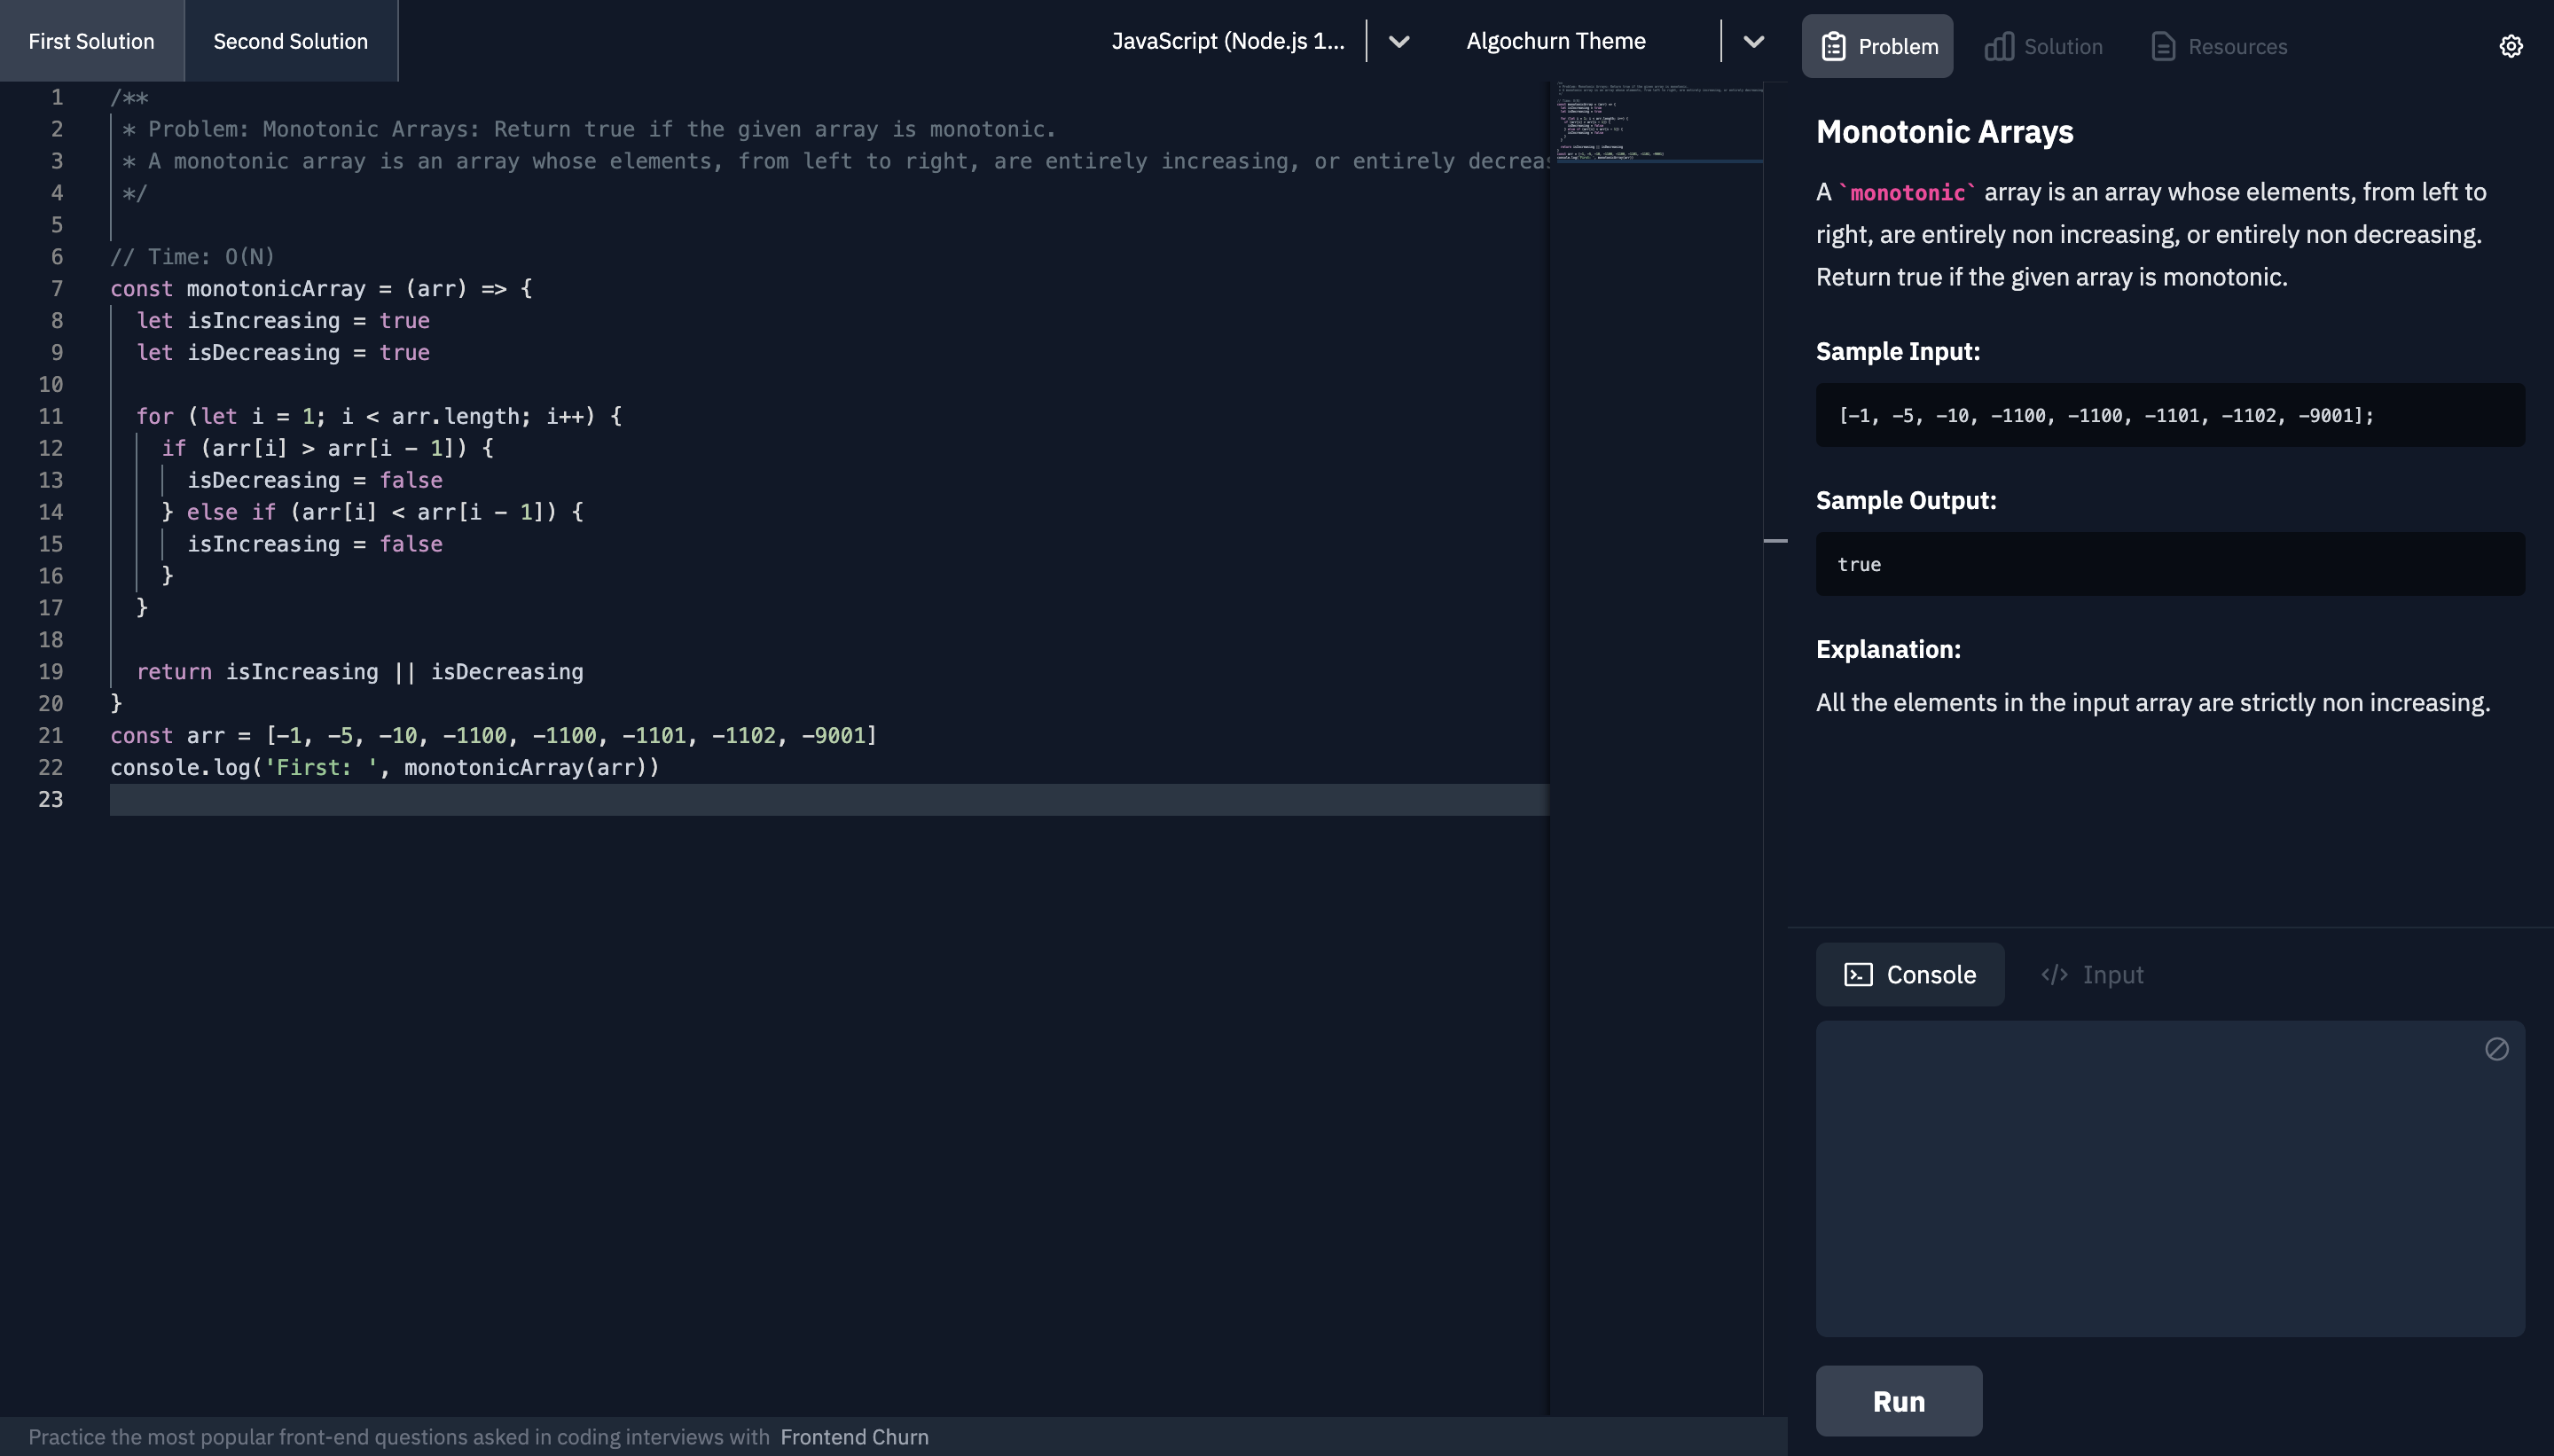 First Solution
Second Solution
JavaScript (Node.js 1...
Algochurn Theme
1 /**
2 * Problem: Monotonic Arrays: Return true if the given array is monotonic.
3 * A monotonic array is an array whose elements, from left to right, are entirely increasing, or entirely decreas
4 */
5
6 // Time: O(N)
7 const monotonicArray = (arr) => {
8 let isIncreasing = true
9 let isDecreasing = true
10
11 for (let i = 1; i < arr.length; i++) {
12 if (arr[i] > arr[i - 1]) {
13 isDecreasing = false
14 } else if (arr[i] < arr[i - 1]) {
15 isIncreasing = false
16 }
17 }
18
19 return isIncreasing || isDecreasing
20 }
21 const arr = [-1, -5, -10, -1100, -1100, -1101, -1102, -9001]
22 console.log('First: ', monotonicArray(arr))
23
Practice the most popular front-end questions asked in coding interviews with Frontend Churn
Problem
Solution
Resources
Monotonic Arrays
A `monotonic` array is an array whose elements, from left to
right, are entirely non increasing, or entirely non decreasing.
Return true if the given array is monotonic.
Sample Input:
[-1, -5, -10, -1100, -1100, -1101, -1102, -9001];
Sample Output:
true
Explanation:
All the elements in the input array are strictly non increasing.
Console
</> Input
Run